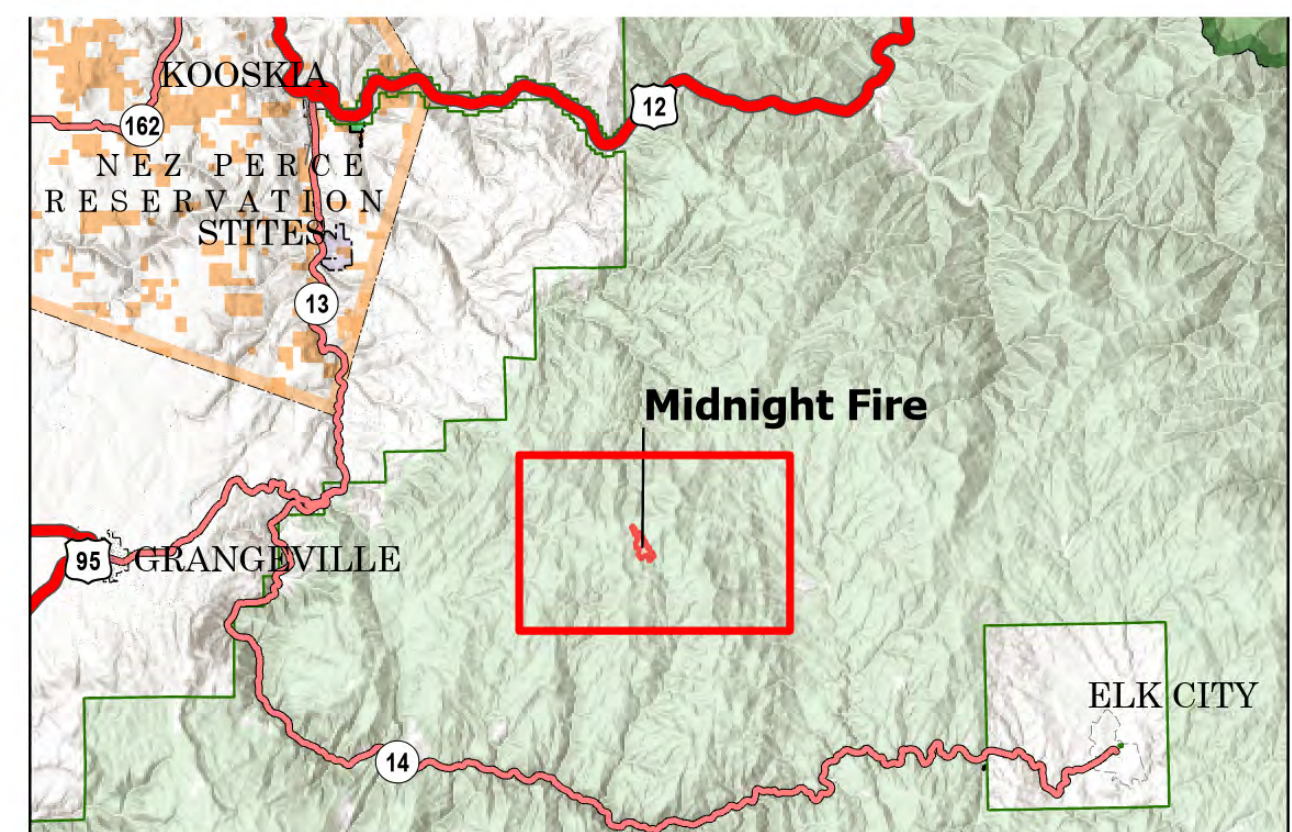 KOOSKIA
12
162
NEZ PERCE
RESERVATION
STITES
13
Midnight Fire
95
GRANGEVILLE
ELK CITY
14